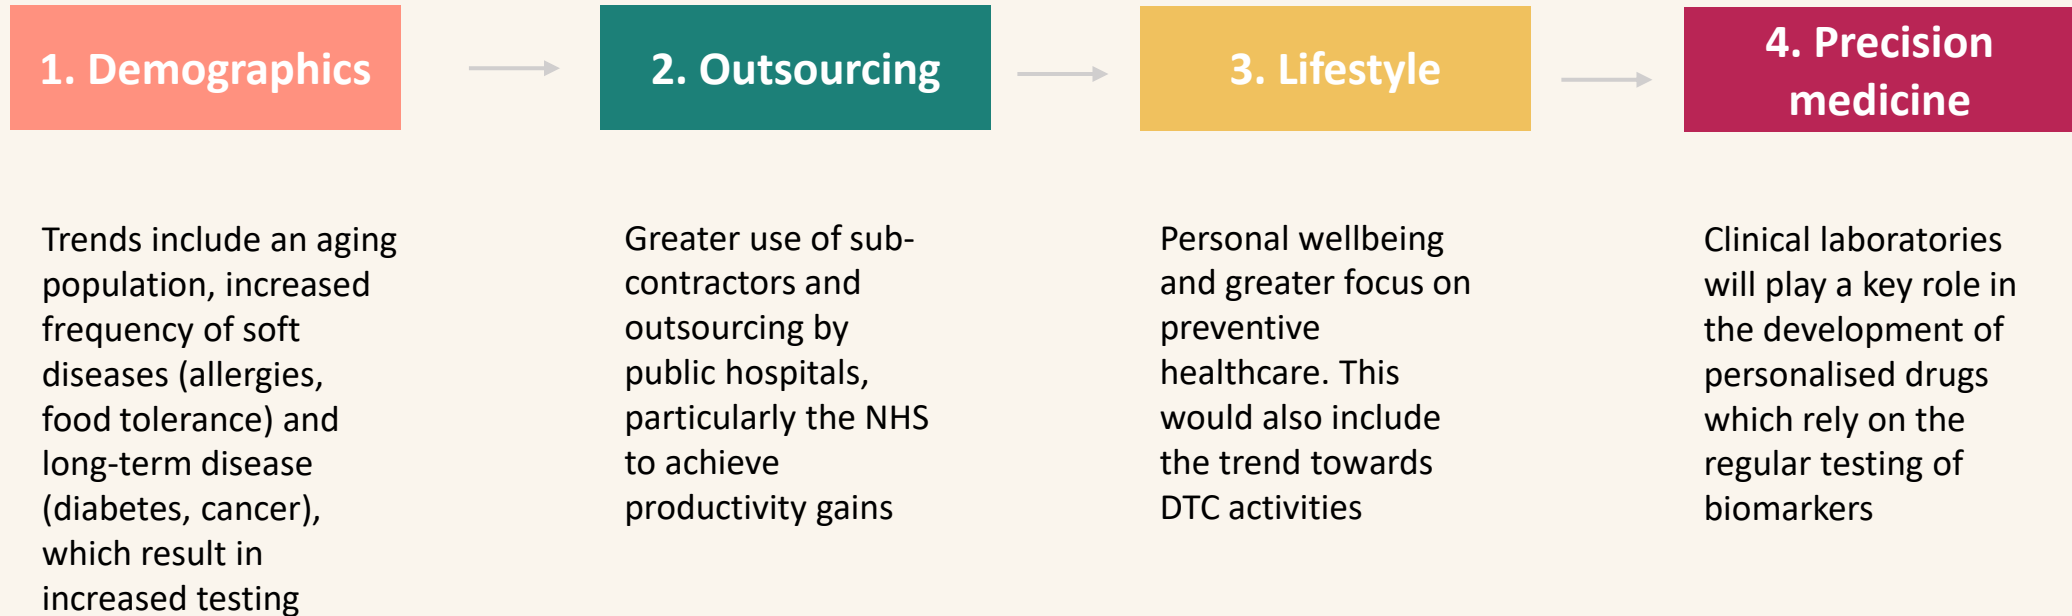 1. Demographics
Trends include an aging
population, increased
frequency of soft
diseases (allergies,
food tolerance) and
long-term disease
(diabetes, cancer),
which result in
increased testing
2. Outsourcing
Greater use of sub-
contractors and
outsourcing by
public hospitals,
particularly the NHS
to achieve
productivity gains
3. Lifestyle
Personal wellbeing
and greater focus on
preventive
healthcare. This
would also include
the trend towards
DTC activities
4. Precision
medicine
Clinical laboratories
will play a key role in
the development of
personalised drugs
which rely on the
regular testing of
biomarkers